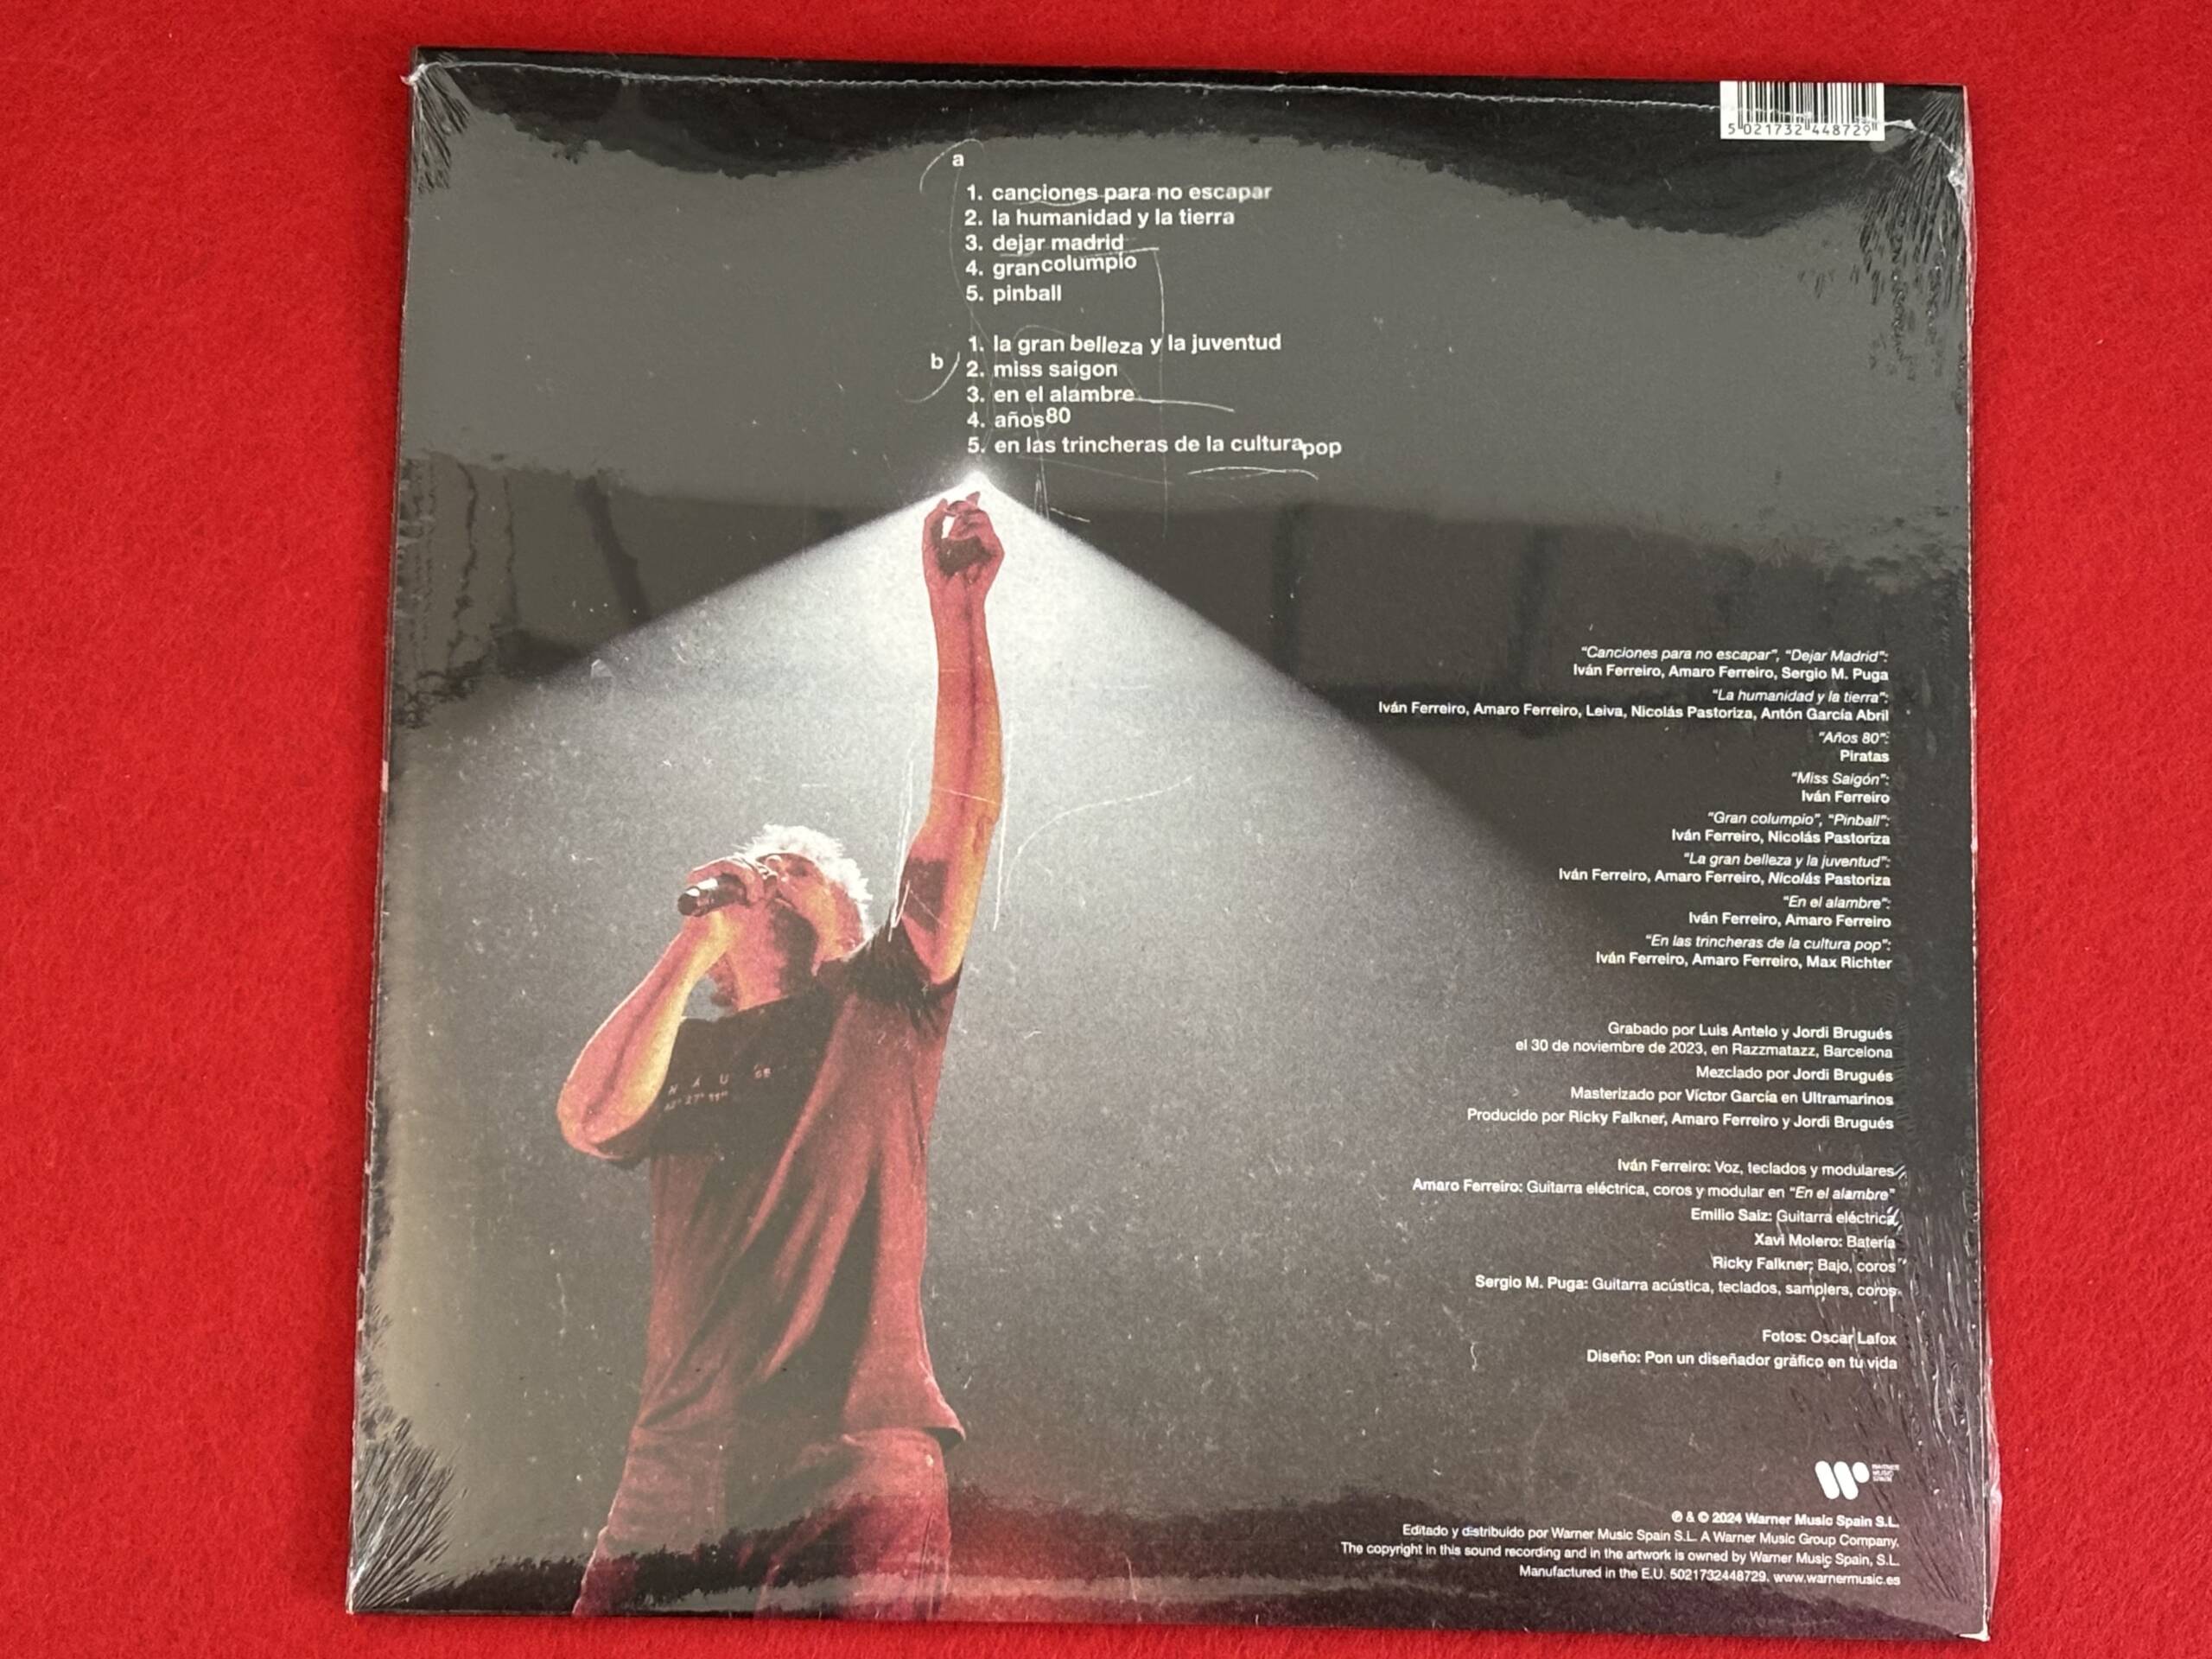 5 021732 448729
a
1. canciones para no escapar
2. la humanidad y la tierra
3. dejar madrid
4. gran columpio
5. pinball
b
1. la gran belleza y la juventud
2. miss saigon
3. en el alambre
4. años 80
5. en las trincheras de la cultura pop
"Canciones para no escapar", "Dejar Madrid":
Iván Ferreiro, Amaro Ferreiro, Sergio M. Puga
"La humanidad y la tierra":
Iván Ferreiro, Amaro Ferreiro, Leiva, Nicolás Pastoriza, Antón García Abril
"Años 80":
Piratas
"Miss Saigón":
Iván Ferreiro
"Gran columpio", "Pinball":
Iván Ferreiro, Nicolás Pastoriza
"La gran belleza y la juventud":
Iván Ferreiro, Amaro Ferreiro, Nicolás Pastoriza
"En el alambre":
Iván Ferreiro, Amaro Ferreiro
"En las trincheras de la cultura pop":
Iván Ferreiro, Amaro Ferreiro, Max Richter
Grabado por Luis Antelo y Jordi Brugués
el 30 de noviembre de 2023, en Razzmatazz, Barcelona
Mezclado por Jordi Brugués
Masterizado por Víctor García en Ultramarinos
Producido por Ricky Falkner, Amaro Ferreiro y Jordi Brugués
Iván Ferreiro: Voz, teclados y modulares
Amaro Ferreiro: Guitarra eléctrica, coros y modular en "En el alambre"
Emilio Saiz: Guitarra eléctrica
Xavi Molero: Batería
Ricky Falkner: Bajo, coros
Sergio M. Puga: Guitarra acústica, teclados, samplers, coros
Fotos: Oscar Lafox
Diseño: Pon un diseñador gráfico en tu vida
WARNER
MUSIC
SPAIN
℗ & © 2024 Warner Music Spain S.L.
Editado y distribuido por Warner Music Spain S.L. A Warner Music Group Company.
The copyright in this sound recording and in the artwork is owned by Warner Music Spain, S.L.
Manufactured in the E.U. 5021732448729. www.warnermusic.es